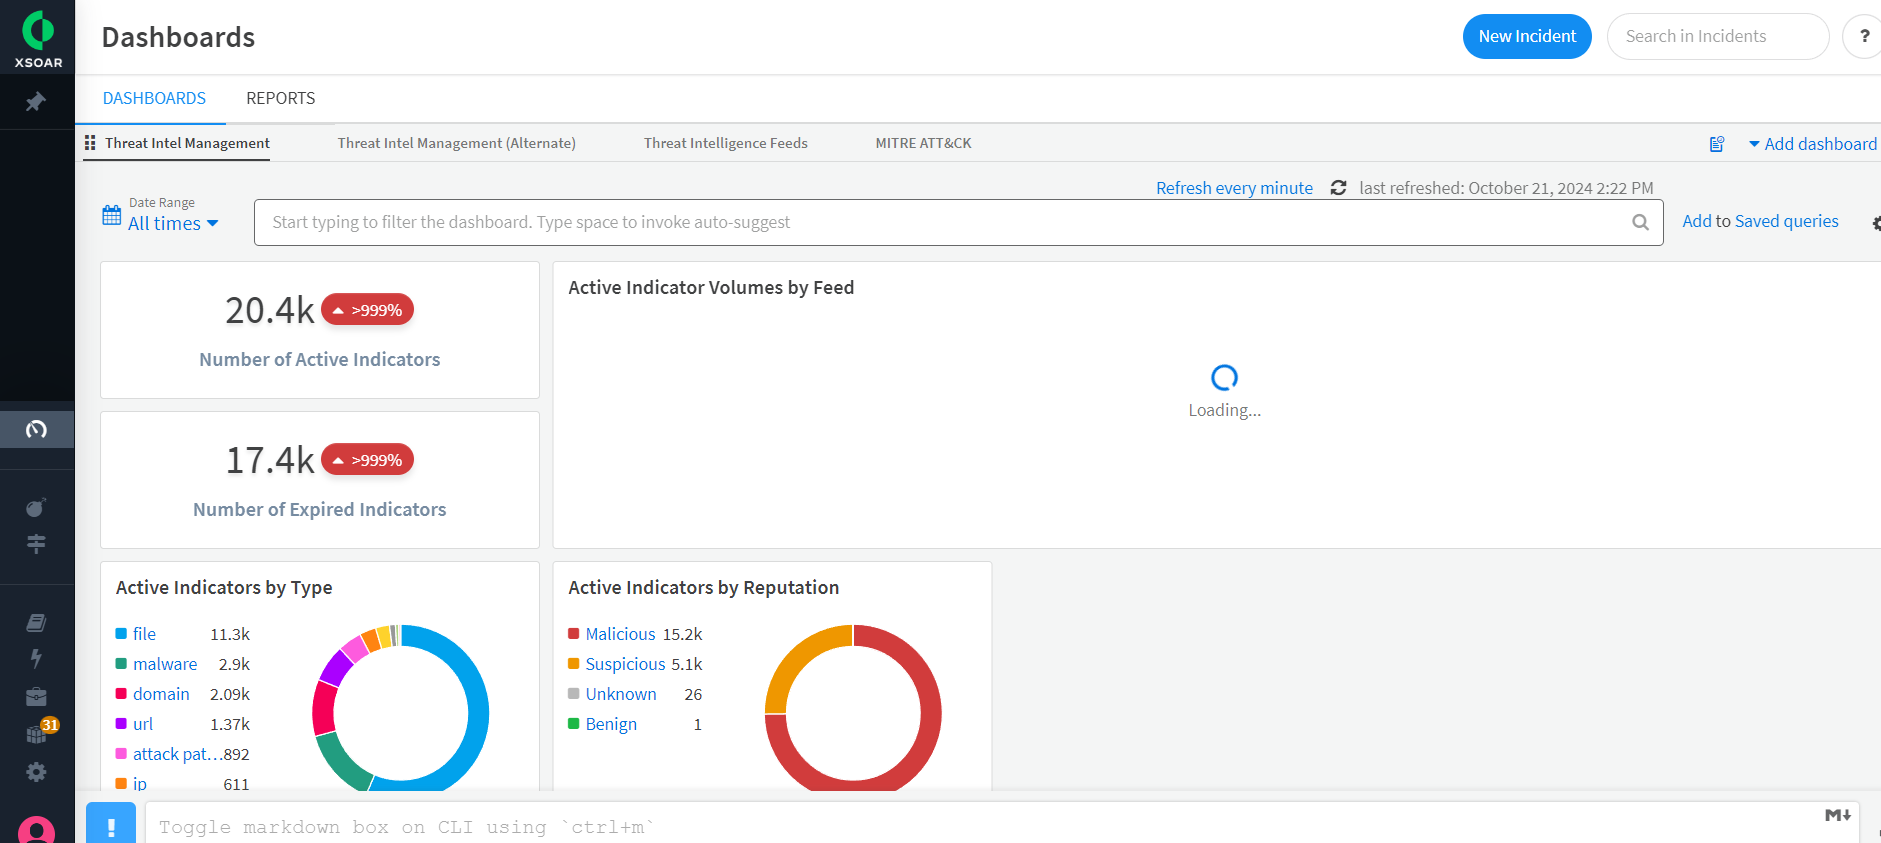 XSOAR
Dashboards
New Incident
Search in Incidents
?
DASHBOARDS
REPORTS
Threat Intel Management
Threat Intel Management (Alternate)
Threat Intelligence Feeds
MITRE ATT&CK
Add dashboard
Refresh every minute
last refreshed: October 21, 2024 2:22 PM
Date Range
All times
Start typing to filter the dashboard. Type space to invoke auto-suggest
Add to Saved queries
20.4k >999%
Number of Active Indicators
17.4k >999%
Number of Expired Indicators
Active Indicator Volumes by Feed
Loading...
Active Indicators by Type
file 11.3k
malware 2.9k
domain 2.09k
url 1.37k
attack pat...892
ip 611
Active Indicators by Reputation
Malicious 15.2k
Suspicious 5.1k
Unknown 26
Benign 1
31
!
Toggle markdown box on CLI using `ctrl+m`
M